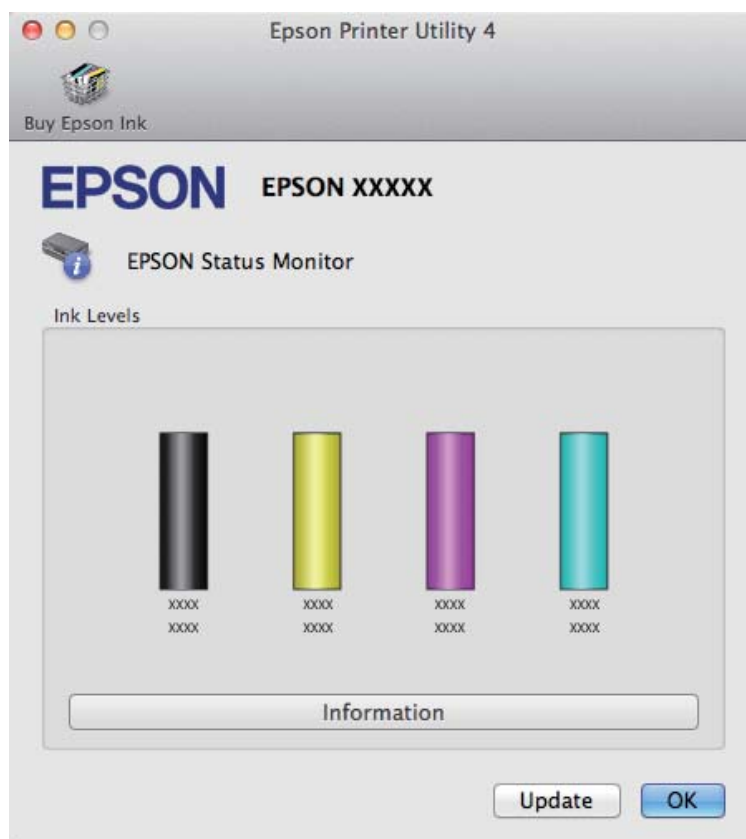 Epson Printer Utility 4
Buy Epson Ink
EPSON EPSON XXXXX
EPSON Status Monitor
Ink Levels
xxxx xxxx xxxx xxxx
xxxx xxxx xxxx xxxx
Information
Update OK